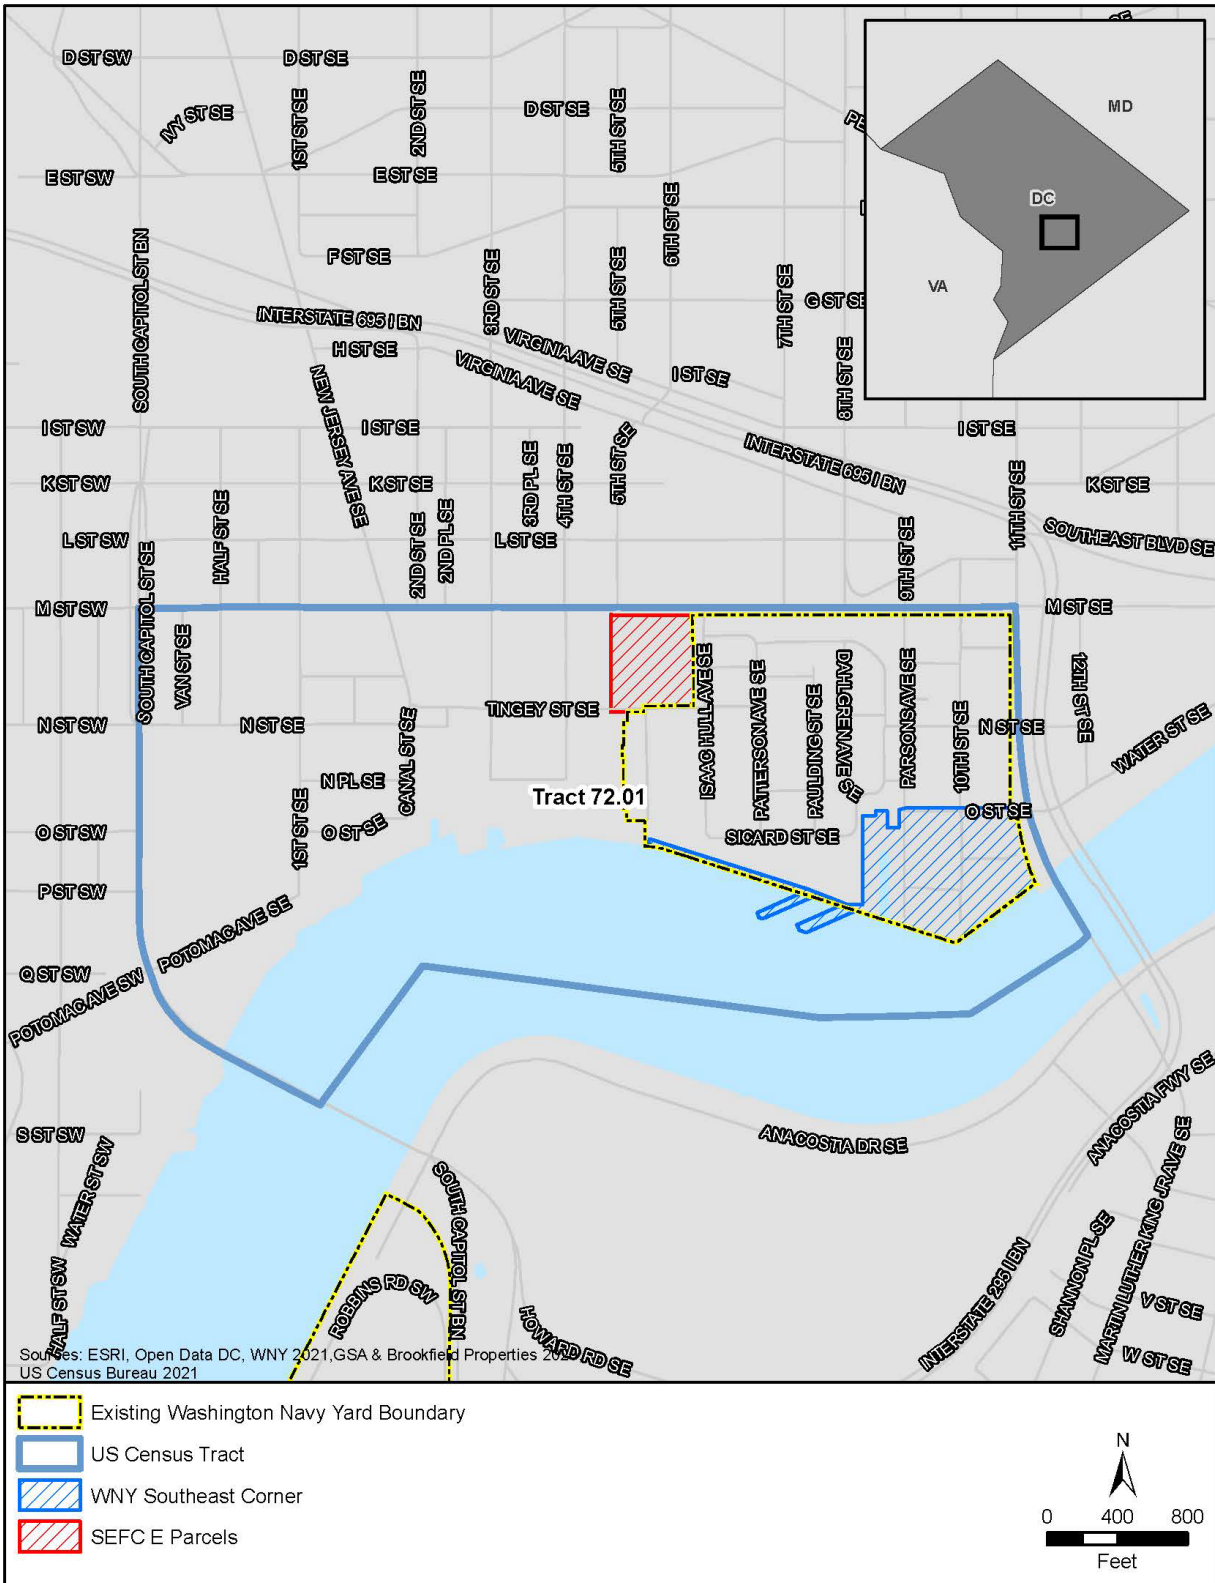 D ST SW
D ST SE
IVY ST SE
1ST ST SE
2ND ST SE
D ST SE
5TH ST SE
MD
E ST SW
E ST SE
6TH ST SE
DC
VA
SOUTH CAPITOL ST BN
F ST SE
3RD ST SE
5TH ST SE
7TH ST SE
G ST SE
INTERSTATE 695 I BN
H ST SE
VIRGINIA AVE SE
VIRGINIA AVE SE
I ST SE
8TH ST SE
NEW JERSEY AVE SE
I ST SW
I ST SE
5TH ST SE
I ST SE
INTERSTATE 695 I BN
K ST SW
K ST SE
3RD PL SE
4TH ST SE
11TH ST SE
K ST SE
HALF ST SE
2ND ST SE
2ND PL SE
L ST SW
L ST SE
9TH ST SE
SOUTHEAST BLVD SE
M ST SW
M ST SE
SOUTH CAPITOL ST SE
VAN ST SE
ISAAC HULL AVE SE
PATTERSON AVE SE
PAULDING ST SE
DAHLGREN AVE SE
SE
PARSONS AVE SE
10TH ST SE
12TH ST SE
TINGEY ST SE
N ST SW
N ST SE
CANAL ST SE
N ST SE
WATER ST SE
N PL SE
Tract 72.01
O ST SW
1ST ST SE
O ST SE
SICARD ST SE
O ST SE
P ST SW
POTOMAC AVE SE
Q ST SW
POTOMAC AVE SW
S ST SW
WATER ST SW
ANACOSTIA DR SE
ANACOSTIA FWY SE
SOUTH CAPITOL ST BN
MARTIN LUTHER KING JR AVE SE
SHANNON PL SE
INTERSTATE 295 I BN
HALF ST SW
ROBBINS RD SW
HOWARD RD SE
V ST SE
W ST SE
Sources: ESRI, Open Data DC, WNY 2021,GSA & Brookfield Properties
US Census Bureau 2021
Existing Washington Navy Yard Boundary
US Census Tract
WNY Southeast Corner
SEFC E Parcels
N
0 400 800
Feet